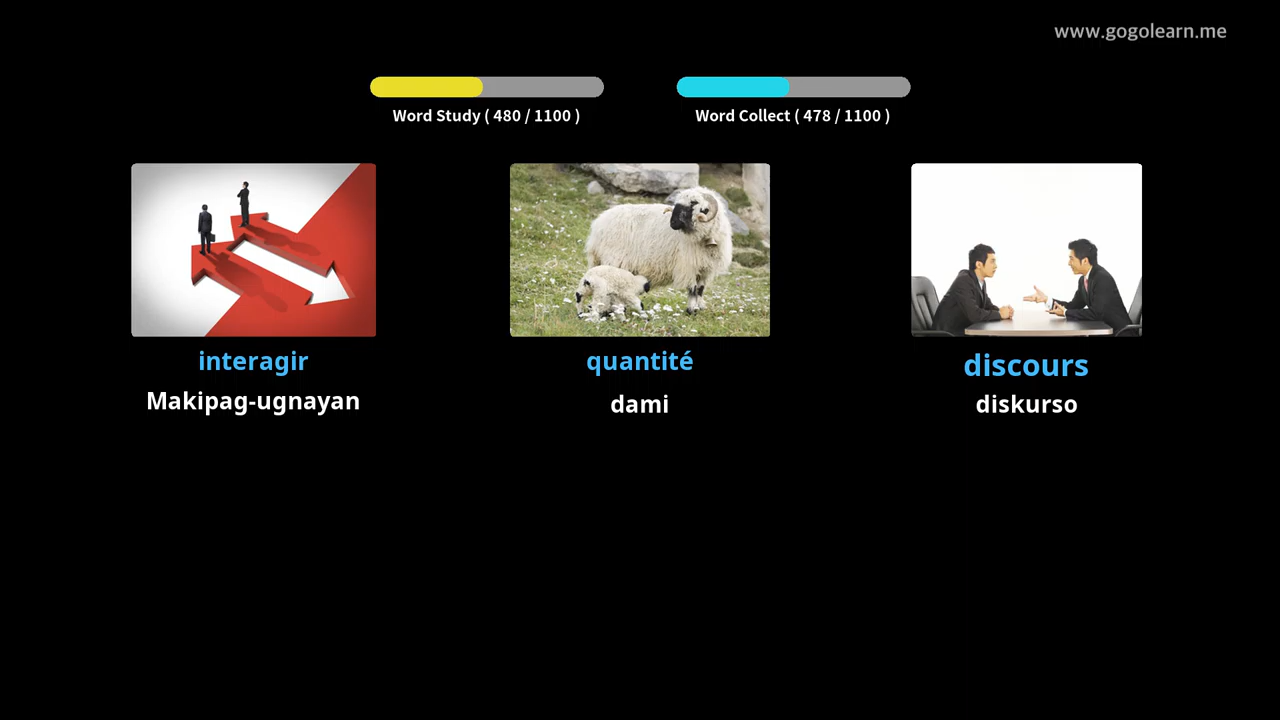 www.gogolearn.me
Word Study ( 480 / 1100 )
Word Collect ( 478 / 1100 )
interagir
Makipag-ugnayan
quantité
dami
discours
diskurso